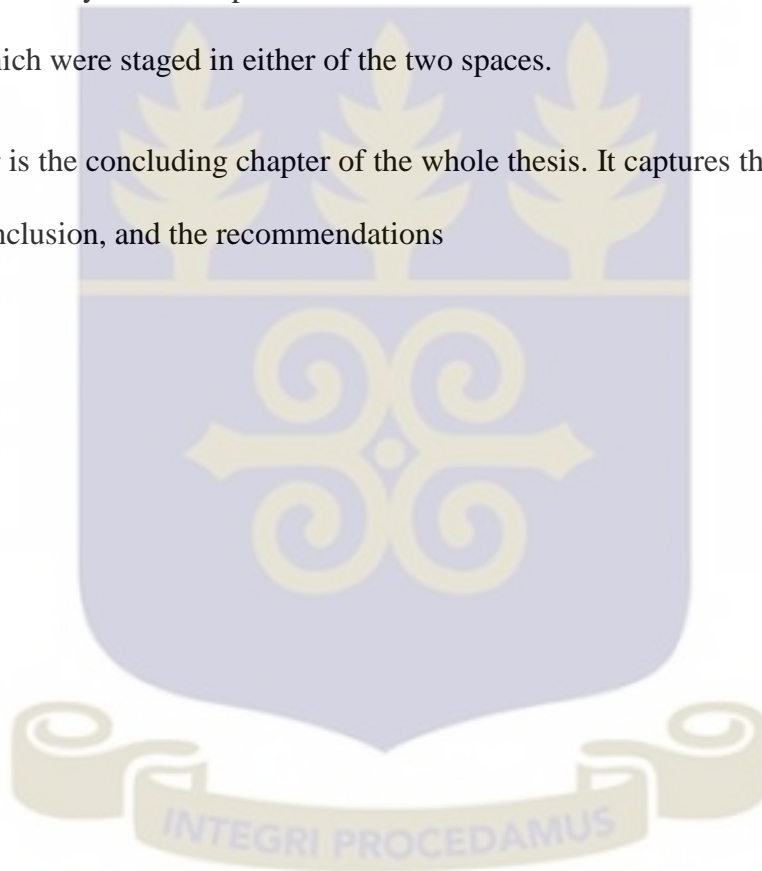 hich were staged in either of the two spaces.
is the concluding chapter of the whole thesis. It captures th
nclusion, and the recommendations
INTEGRI PROCEDAMUS